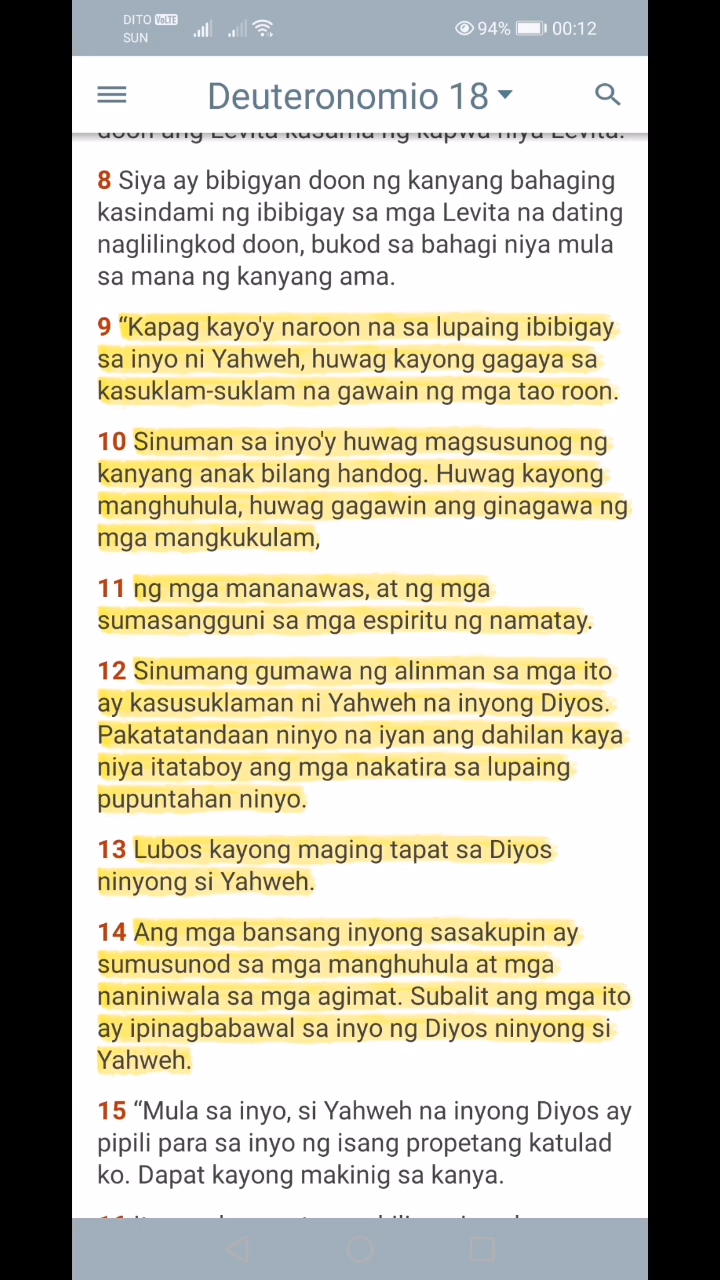 DITO VoLTE
SUN
94%
00:12
Deuteronomio 18
doon ang Levita kasama ng kapwa niya Levita.
8 Siya ay bibigyan doon ng kanyang bahaging
kasindami ng ibibigay sa mga Levita na dating
naglilingkod doon, bukod sa bahagi niya mula
sa mana ng kanyang ama.
9 “Kapag kayo'y naroon na sa lupaing ibibigay
sa inyo ni Yahweh, huwag kayong gagaya sa
kasuklam-suklam na gawain ng mga tao roon.
10 Sinuman sa inyo'y huwag magsusunog ng
kanyang anak bilang handog. Huwag kayong
manghuhula, huwag gagawin ang ginagawa ng
mga mangkukulam,
11 ng mga mananawas, at ng mga
sumasangguni sa mga espiritu ng namatay.
12 Sinumang gumawa ng alinman sa mga ito
ay kasusuklaman ni Yahweh na inyong Diyos.
Pakatatandaan ninyo na iyan ang dahilan kaya
niya itataboy ang mga nakatira sa lupaing
pupuntahan ninyo.
13 Lubos kayong maging tapat sa Diyos
ninyong si Yahweh.
14 Ang mga bansang inyong sasakupin ay
sumusunod sa mga manghuhula at mga
naniniwala sa mga agimat. Subalit ang mga ito
ay ipinagbabawal sa inyo ng Diyos ninyong si
Yahweh.
15 “Mula sa inyo, si Yahweh na inyong Diyos ay
pipili para sa inyo ng isang propetang katulad
ko. Dapat kayong makinig sa kanya.